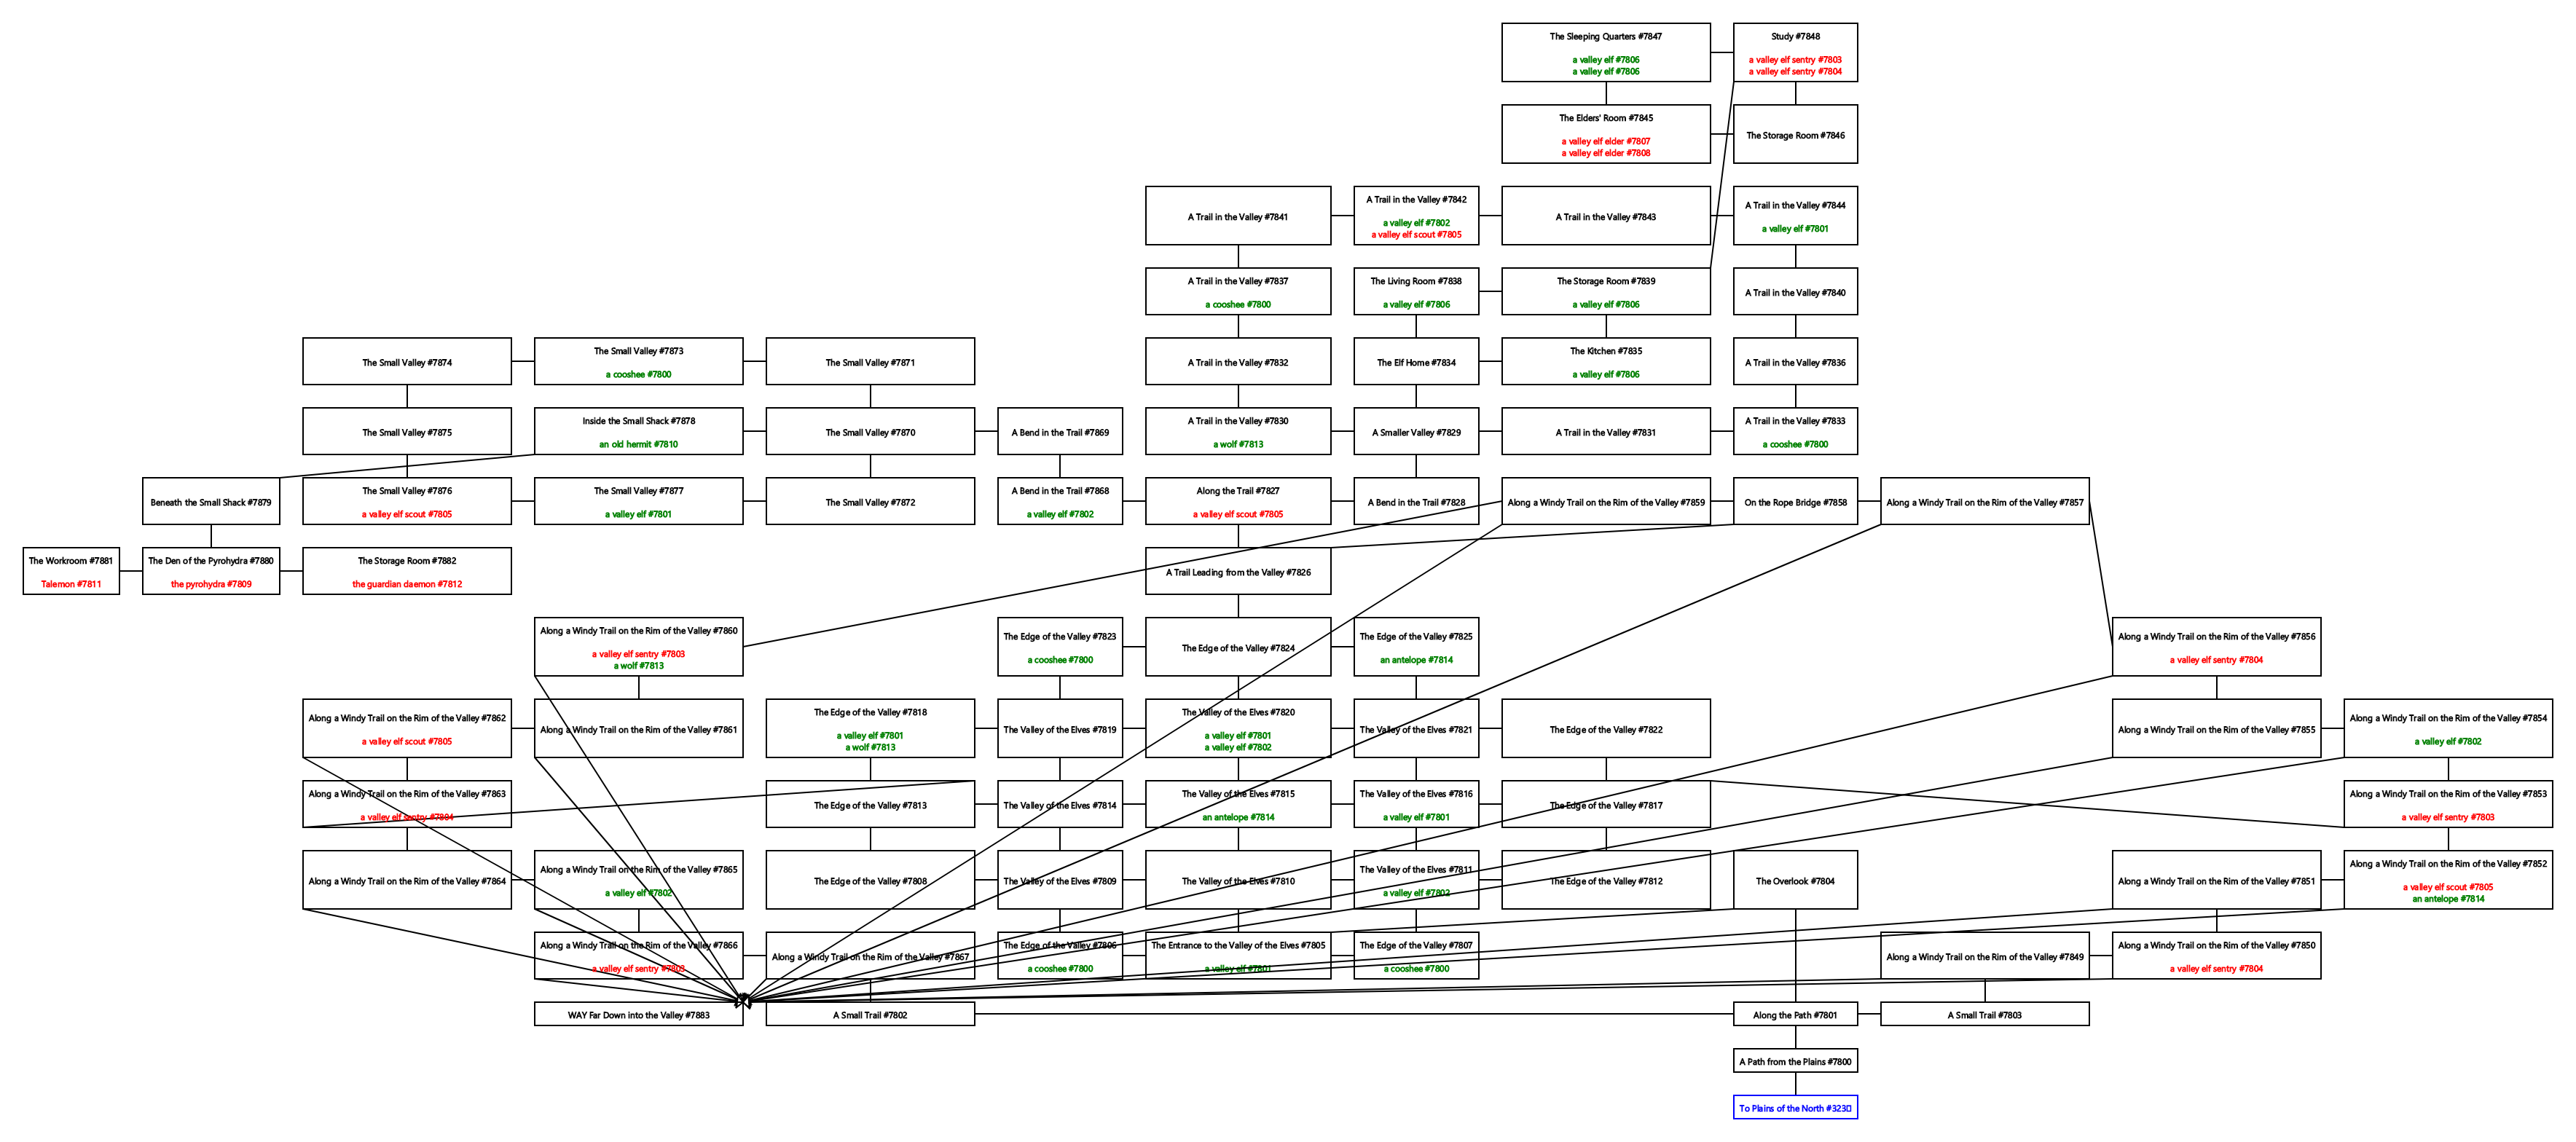 The Sleeping Quarters #7847
a valley elf #7806
a valley elf #7806
Study #7848
a valley elf sentry #7803
a valley elf sentry #7804
The Elders' Room #7845
a valley elf elder #7807
a valley elf elder #7808
The Storage Room #7846
A Trail in the Valley #7841
A Trail in the Valley #7842
a valley elf #7802
a valley elf scout #7805
A Trail in the Valley #7843
A Trail in the Valley #7844
a valley elf #7801
A Trail in the Valley #7837
a cooshee #7800
The Living Room #7838
a valley elf #7806
The Storage Room #7839
a valley elf #7806
A Trail in the Valley #7840
The Small Valley #7874
The Small Valley #7873
a cooshee #7800
The Small Valley #7871
A Trail in the Valley #7832
The Elf Home #7834
The Kitchen #7835
a valley elf #7806
A Trail in the Valley #7836
The Small Valley #7875
Inside the Small Shack #7878
an old hermit #7810
The Small Valley #7870
A Bend in the Trail #7869
A Trail in the Valley #7830
a wolf #7813
A Smaller Valley #7829
A Trail in the Valley #7831
A Trail in the Valley #7833
a cooshee #7800
Beneath the Small Shack #7879
The Small Valley #7876
a valley elf scout #7805
The Small Valley #7877
a valley elf #7801
The Small Valley #7872
A Bend in the Trail #7868
a valley elf #7802
Along the Trail #7827
a valley elf scout #7805
A Bend in the Trail #7828
Along a Windy Trail on the Rim of the Valley #7859
On the Rope Bridge #7858
Along a Windy Trail on the Rim of the Valley #7857
The Workroom #7881
Talemon #7811
The Den of the Pyrohydra #7880
the pyrohydra #7809
The Storage Room #7882
the guardian daemon #7812
A Trail Leading from the Valley #7826
Along a Windy Trail on the Rim of the Valley #7860
a valley elf sentry #7803
a wolf #7813
The Edge of the Valley #7823
a cooshee #7800
The Edge of the Valley #7824
The Edge of the Valley #7825
an antelope #7814
Along a Windy Trail on the Rim of the Valley #7856
a valley elf sentry #7804
Along a Windy Trail on the Rim of the Valley #7862
a valley elf scout #7805
Along a Windy Trail on the Rim of the Valley #7861
The Edge of the Valley #7818
a valley elf #7801
a wolf #7813
The Valley of the Elves #7819
The Valley of the Elves #7820
a valley elf #7801
a valley elf #7802
The Valley of the Elves #7821
The Edge of the Valley #7822
Along a Windy Trail on the Rim of the Valley #7855
Along a Windy Trail on the Rim of the Valley #7854
a valley elf #7802
Along a Windy Trail on the Rim of the Valley #7863
a valley elf sentry #7804
The Edge of the Valley #7813
The Valley of the Elves #7814
The Valley of the Elves #7815
an antelope #7814
The Valley of the Elves #7816
a valley elf #7801
The Edge of the Valley #7817
Along a Windy Trail on the Rim of the Valley #7853
a valley elf sentry #7803
Along a Windy Trail on the Rim of the Valley #7864
Along a Windy Trail on the Rim of the Valley #7865
a valley elf #7802
The Edge of the Valley #7808
The Valley of the Elves #7809
The Valley of the Elves #7810
The Valley of the Elves #7811
a valley elf #7802
The Edge of the Valley #7812
The Overlook #7804
Along a Windy Trail on the Rim of the Valley #7851
Along a Windy Trail on the Rim of the Valley #7852
a valley elf scout #7805
an antelope #7814
Along a Windy Trail on the Rim of the Valley #7866
a valley elf sentry #7803
Along a Windy Trail on the Rim of the Valley #7867
The Edge of the Valley #7806
a cooshee #7800
The Entrance to the Valley of the Elves #7805
a valley elf #7801
The Edge of the Valley #7807
a cooshee #7800
Along a Windy Trail on the Rim of the Valley #7849
Along a Windy Trail on the Rim of the Valley #7850
a valley elf sentry #7804
WAY Far Down into the Valley #7883
A Small Trail #7802
Along the Path #7801
A Small Trail #7803
A Path from the Plains #7800
To Plains of the North #323